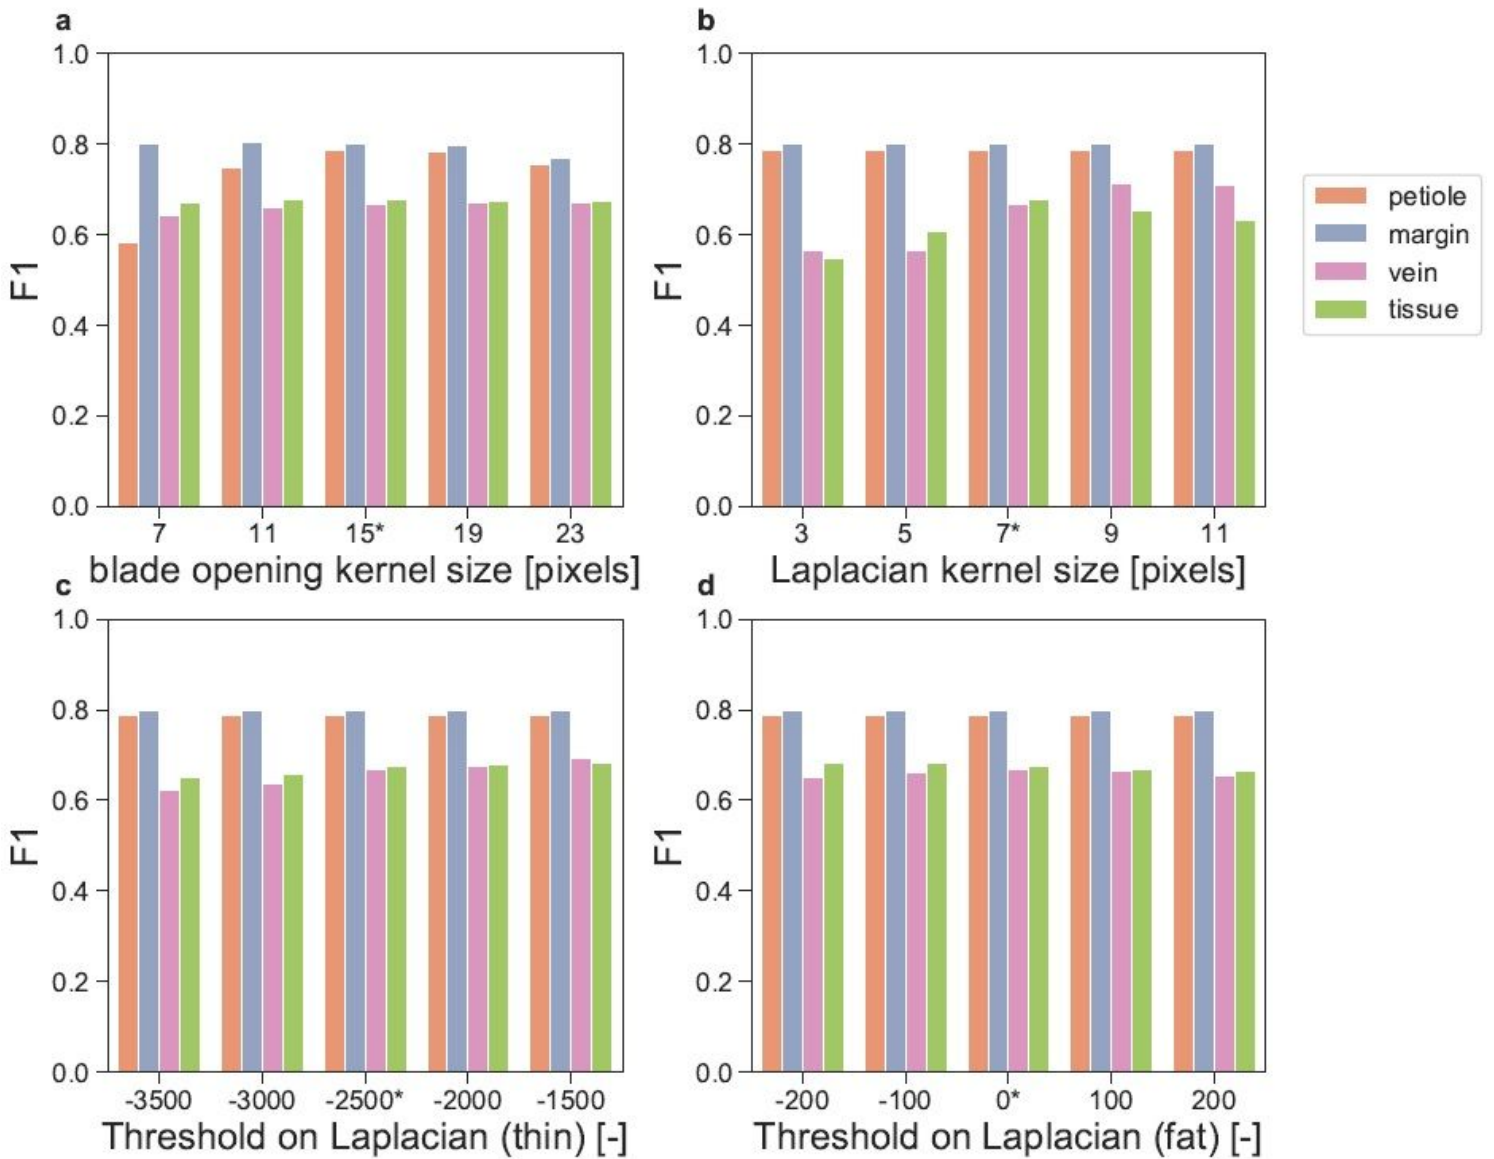 a
1.0
0.8
0.6
0.4
0.2
0.0
F1
7 11 15* 19 23
blade opening kernel size [pixels]
b
1.0
0.8
0.6
0.4
0.2
0.0
F1
3 5 7* 9 11
Laplacian kernel size [pixels]
petiole
margin
vein
tissue
c
1.0
0.8
0.6
0.4
0.2
0.0
F1
-3500 -3000 -2500* -2000 -1500
Threshold on Laplacian (thin) [-]
d
1.0
0.8
0.6
0.4
0.2
0.0
F1
-200 -100 0* 100 200
Threshold on Laplacian (fat) [-]